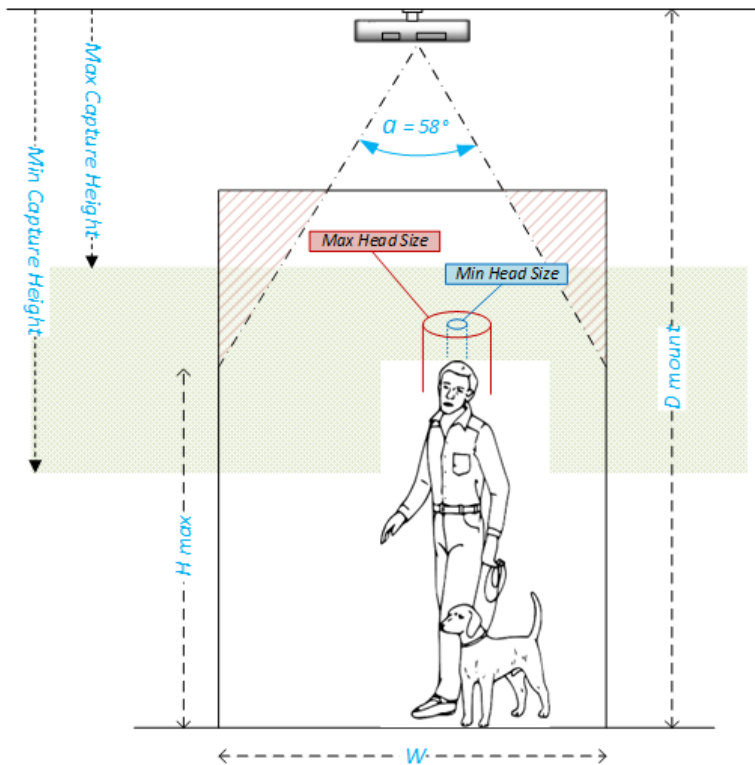 Max Capture Height
Min Capture Height
α = 58°
Max Head Size
Min Head Size
D mount
H max
W